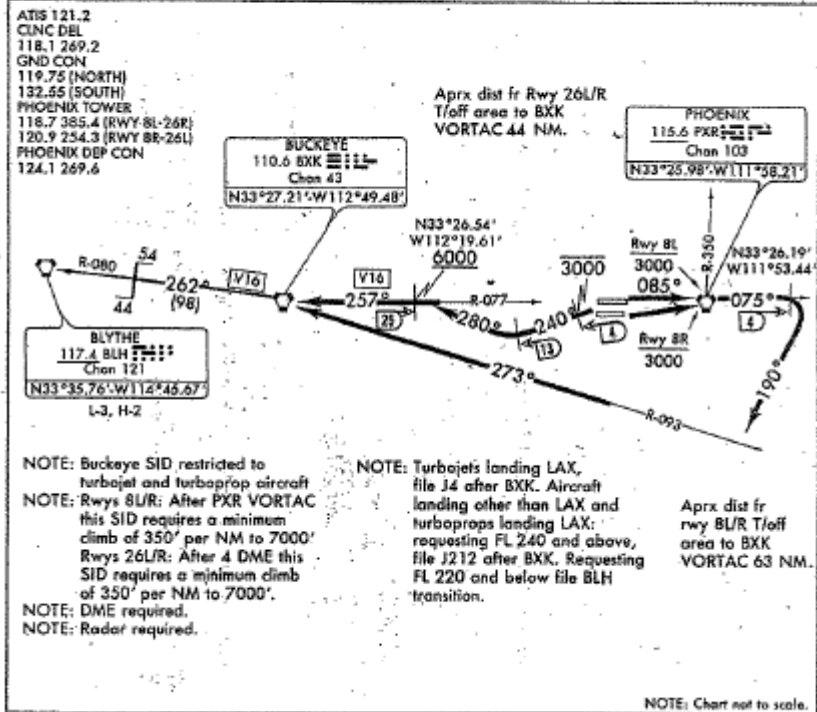 ATIS 121.2
CLNC DEL
118.1 269.2
GND CON
119.75 (NORTH)
132.55 (SOUTH)
PHOENIX TOWER
118.7 385.4 (RWY 8L-26R)
120.9 254.3 (RWY 8R-26L)
PHOENIX DEP CON
124.1 269.6
Aprx dist fr Rwy 26L/R
T/off area to BXK
VORTAC 44 NM.
PHOENIX
115.6 PXR
Chan 103
N33°25.98'-W111°58.21'
BUCKEYE
110.6 BXK
Chan 43
N33°27.21'-W112°49.48'
N33°26.54'
W112°19.61'
6000
3000
Rwy 8L
3000
R-350
N33°26.19'
W111°53.44'
R-080
54
44
262°
(98)
V16
V16
257°
25
R-077
280°
13
240°
4
085°
075°
4
Rwy 8R
3000
190°
273°
R-093
BLYTHE
117.4 BLH
Chan 121
N33°35.76'-W114°45.67'
L-3, H-2
NOTE: Buckeye SID restricted to
turbojet and turboprop aircraft
NOTE: Rwys 8L/R: After PXR VORTAC
this SID requires a minimum
climb of 350' per NM to 7000'
Rwys 26L/R: After 4 DME this
SID requires a minimum climb
of 350' per NM to 7000'.
NOTE: DME required.
NOTE: Radar required.
NOTE: Turbojets landing LAX,
file J4 after BXK. Aircraft
landing other than LAX and
turboprops landing LAX:
requesting FL 240 and above,
file J212 after BXK. Requesting
FL 220 and below file BLH
transition.
Aprx dist fr
rwy 8L/R T/off
area to BXK
VORTAC 63 NM.
NOTE: Chart not to scale.